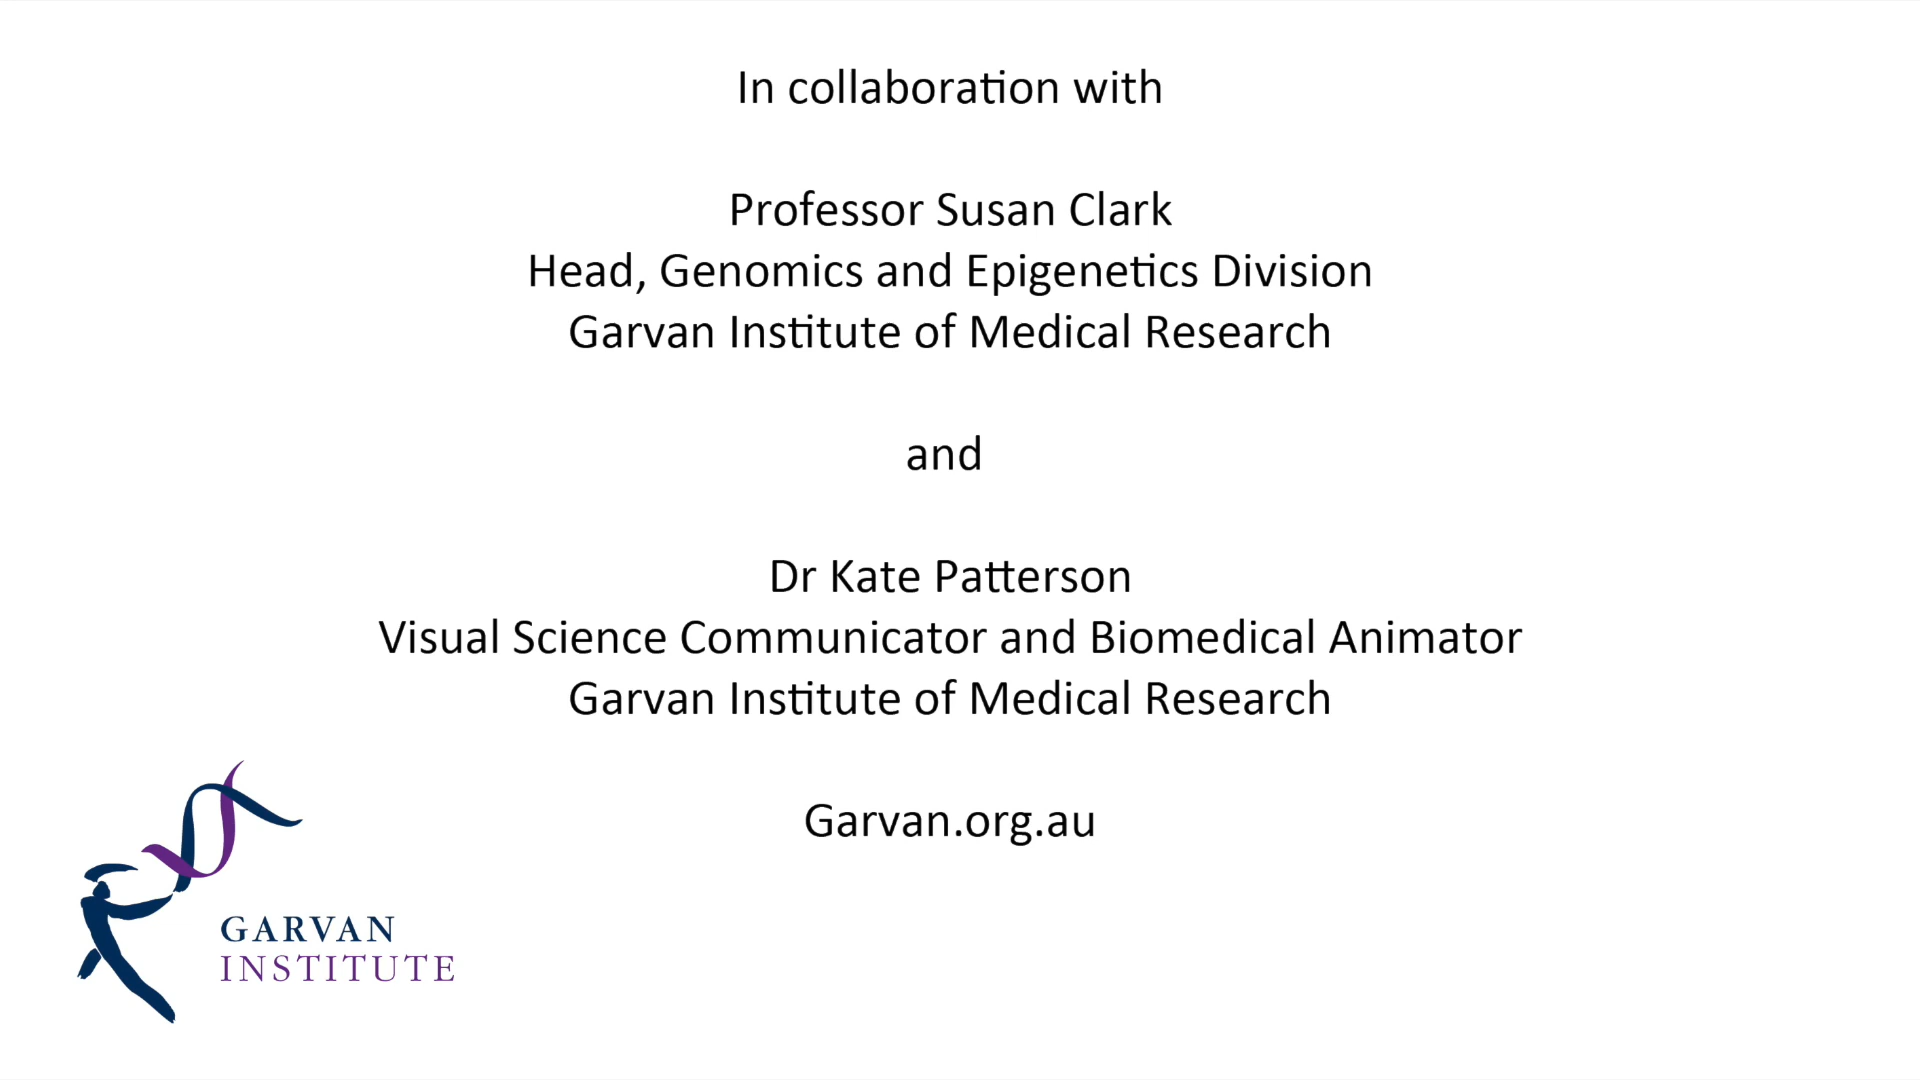 In collaboration with
Professor Susan Clark
Head, Genomics and Epigenetics Division
Garvan Institute of Medical Research
and
Dr Kate Patterson
Visual Science Communicator and Biomedical Animator
Garvan Institute of Medical Research
Garvan.org.au
GARVAN
INSTITUTE